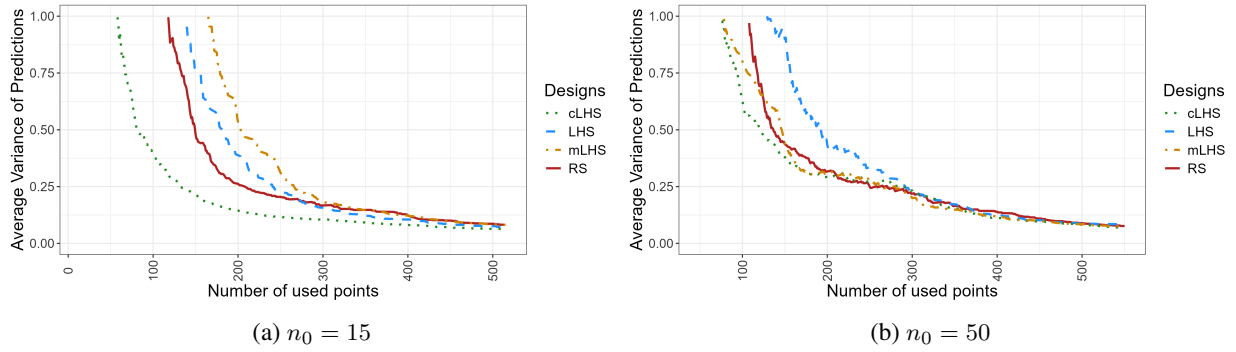 Average Variance of Predictions
1.00
0.75
0.50
0.25
0.00
0
100
200
300
400
500
Number of used points
Designs
cLHS
LHS
mLHS
RS
(a) n₀ = 15
Average Variance of Predictions
1.00
0.75
0.50
0.25
0.00
100
200
300
400
500
Number of used points
Designs
cLHS
LHS
mLHS
RS
(b) n₀ = 50